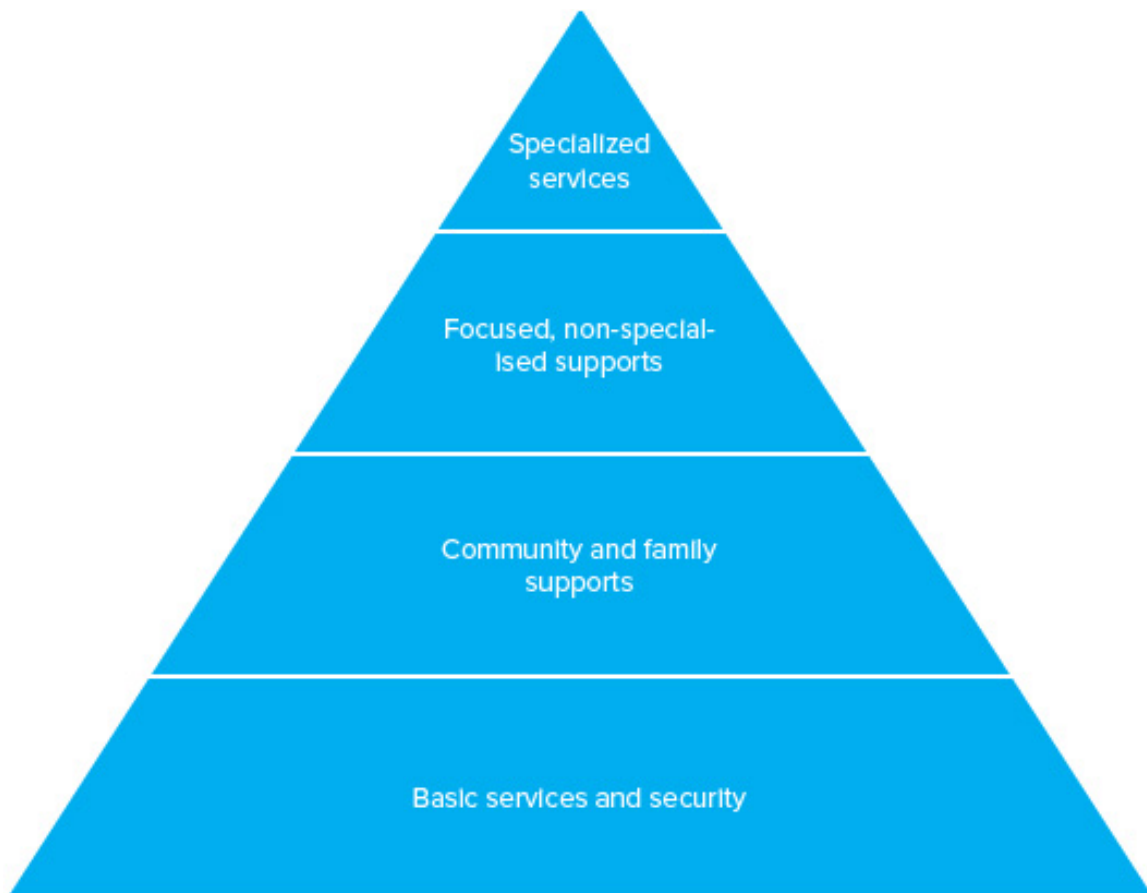 Specialized
services
Focused, non-special-
ised supports
Community and family
supports
Basic services and security